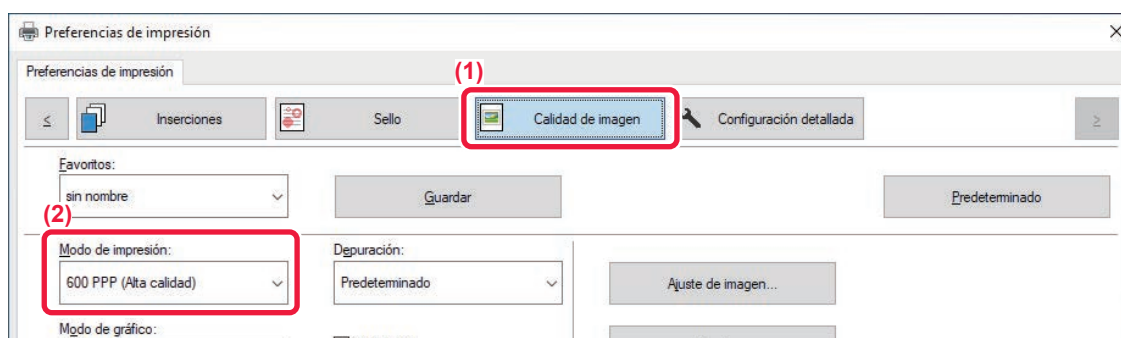 Preferencias de impresión
Preferencias de impresión
(1)
≤ Inserciones Sello Calidad de imagen Configuración detallada ≥
Favoritos:
sin nombre Guardar Predeterminado
(2)
Modo de impresión: Depuración:
600 PPP (Alta calidad) Predeterminado Ajuste de imagen...
Modo de gráfico: